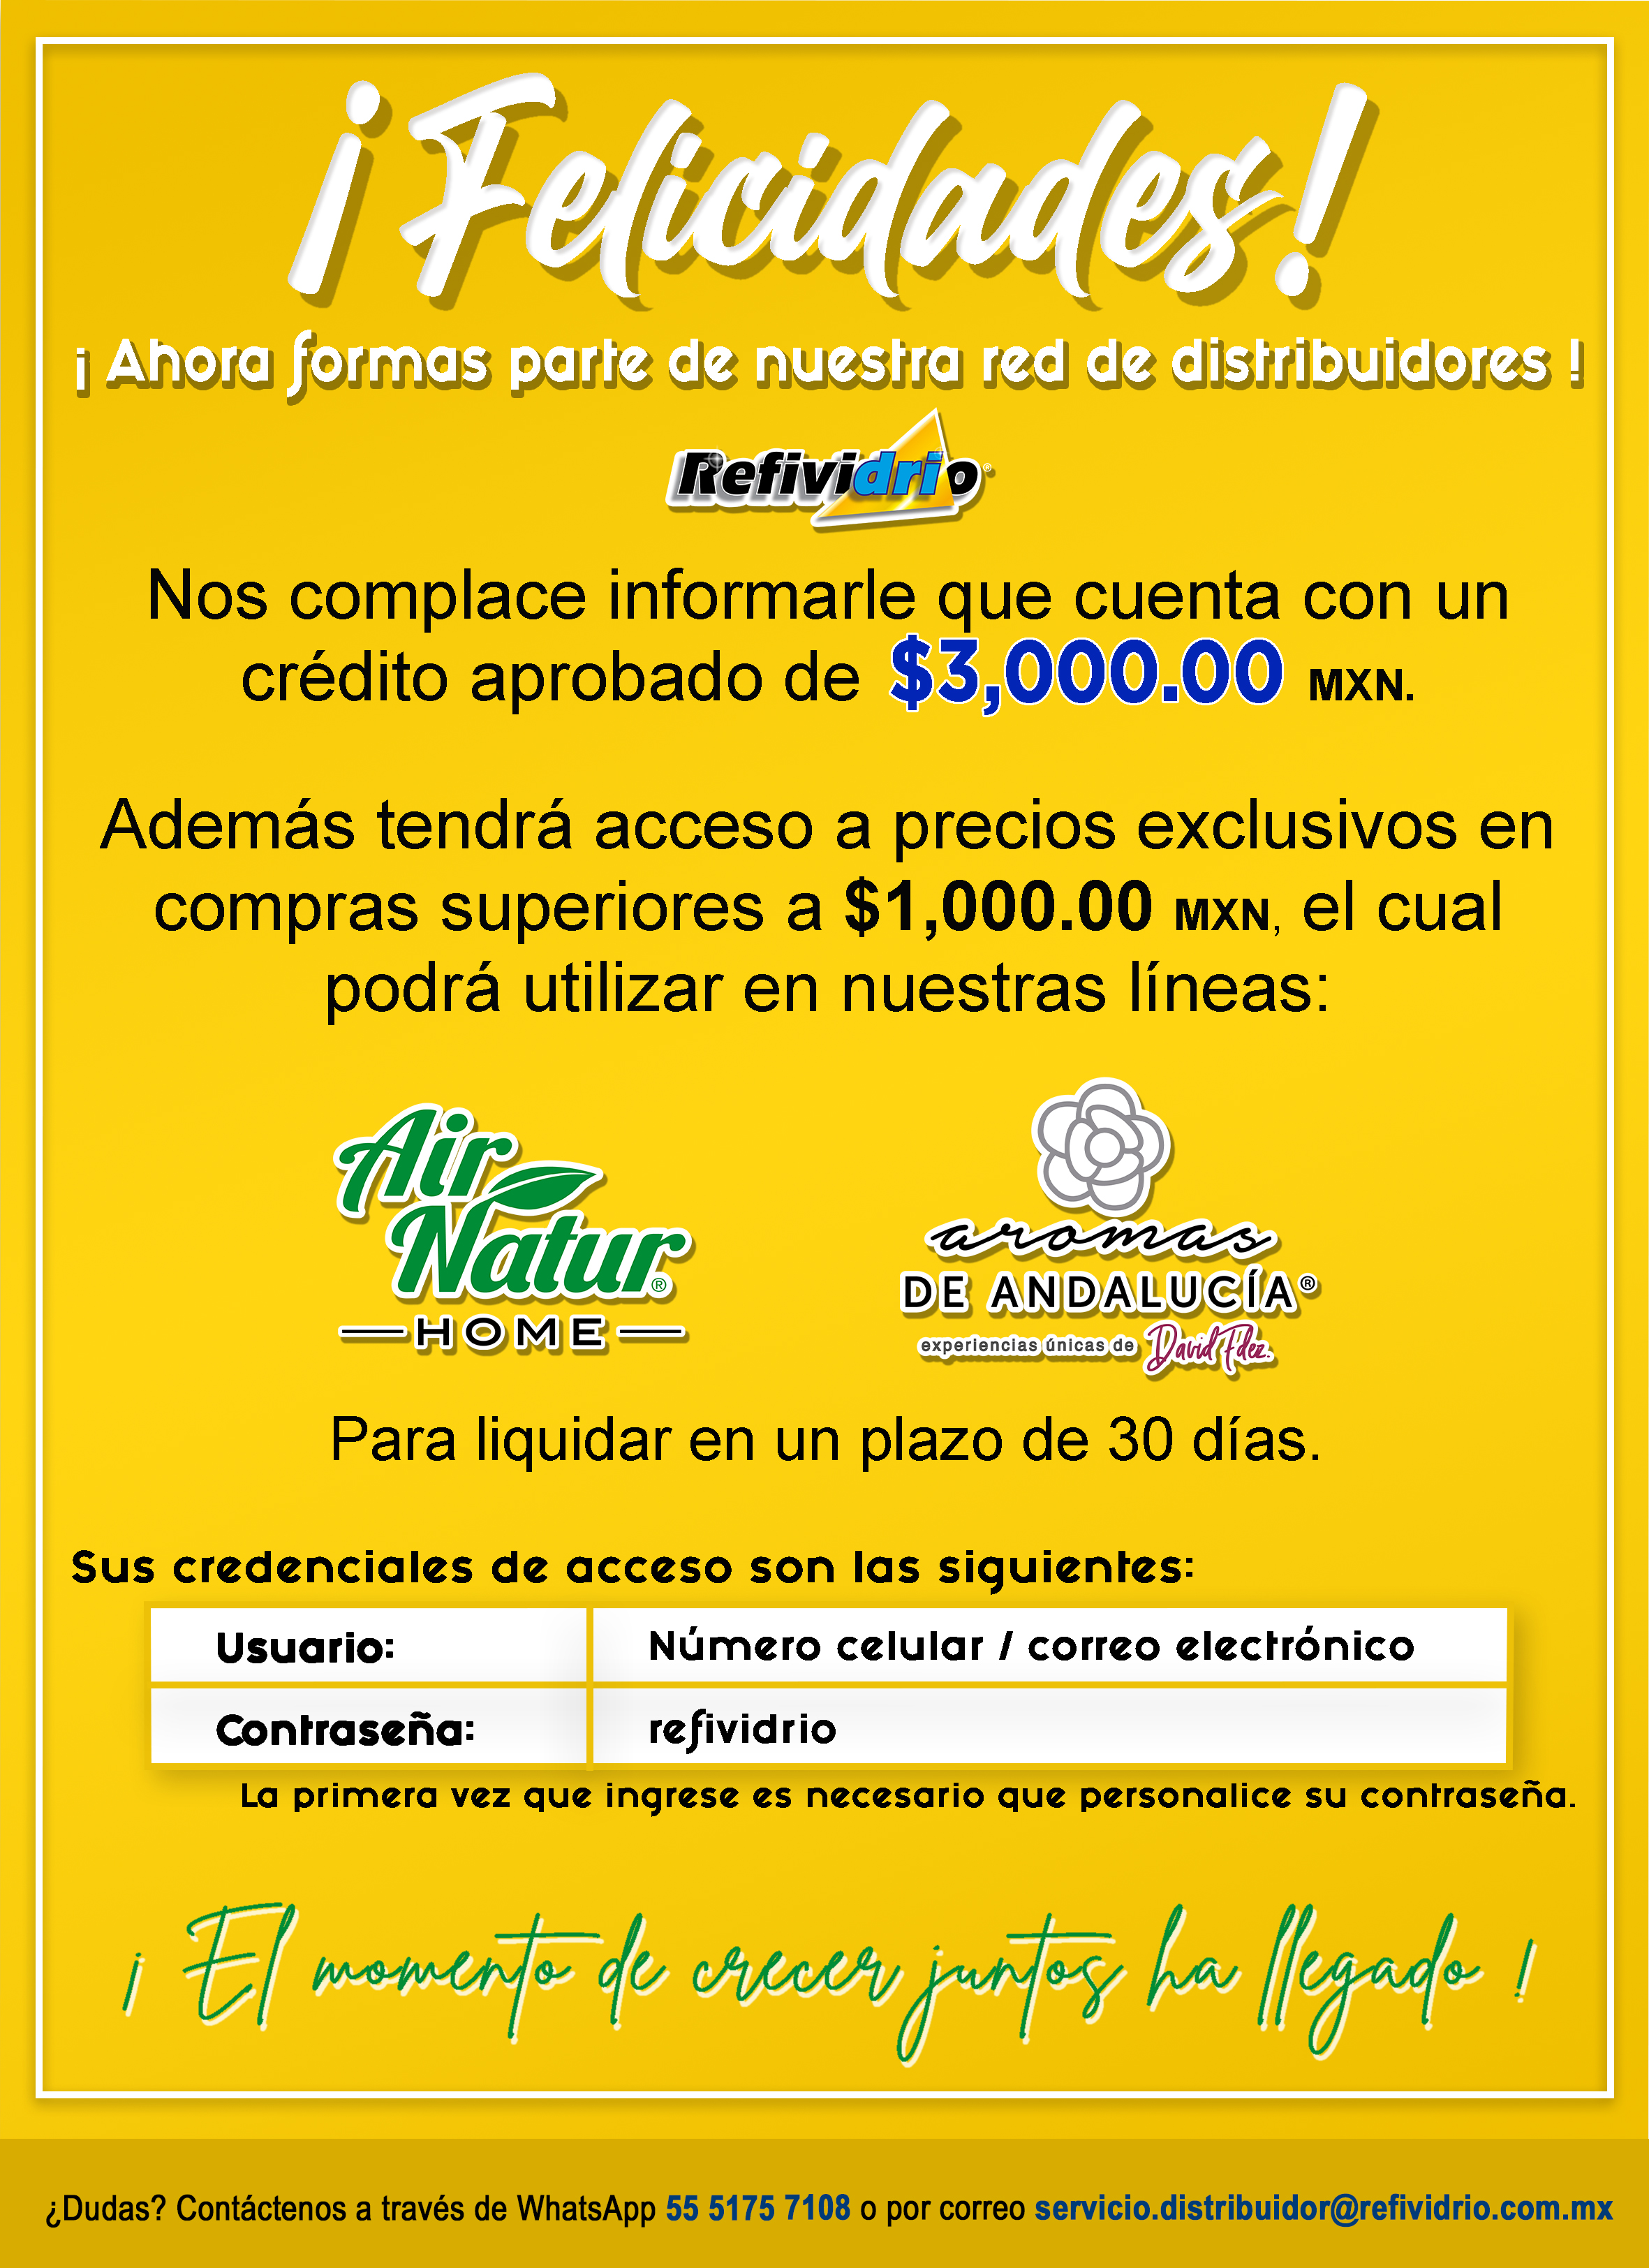 ¡Felicidades!
¡ Ahora formas parte de nuestra red de distribuidores !
Refividrio®
Nos complace informarle que cuenta con un
crédito aprobado de $3,000.00 MXN.
Además tendrá acceso a precios exclusivos en
compras superiores a $1,000.00 MXN, el cual
podrá utilizar en nuestras líneas:
Air
Natur®
HOME
aromas
DE ANDALUCÍA®
experiencias únicas de David Fdez.
Para liquidar en un plazo de 30 días.
Sus credenciales de acceso son las siguientes:
Usuario: Número celular / correo electrónico
Contraseña: refividrio
La primera vez que ingrese es necesario que personalice su contraseña.
¡ El momento de crecer juntos ha llegado !
¿Dudas? Contáctenos a través de WhatsApp 55 5175 7108 o por correo servicio.distribuidor@refividrio.com.mx